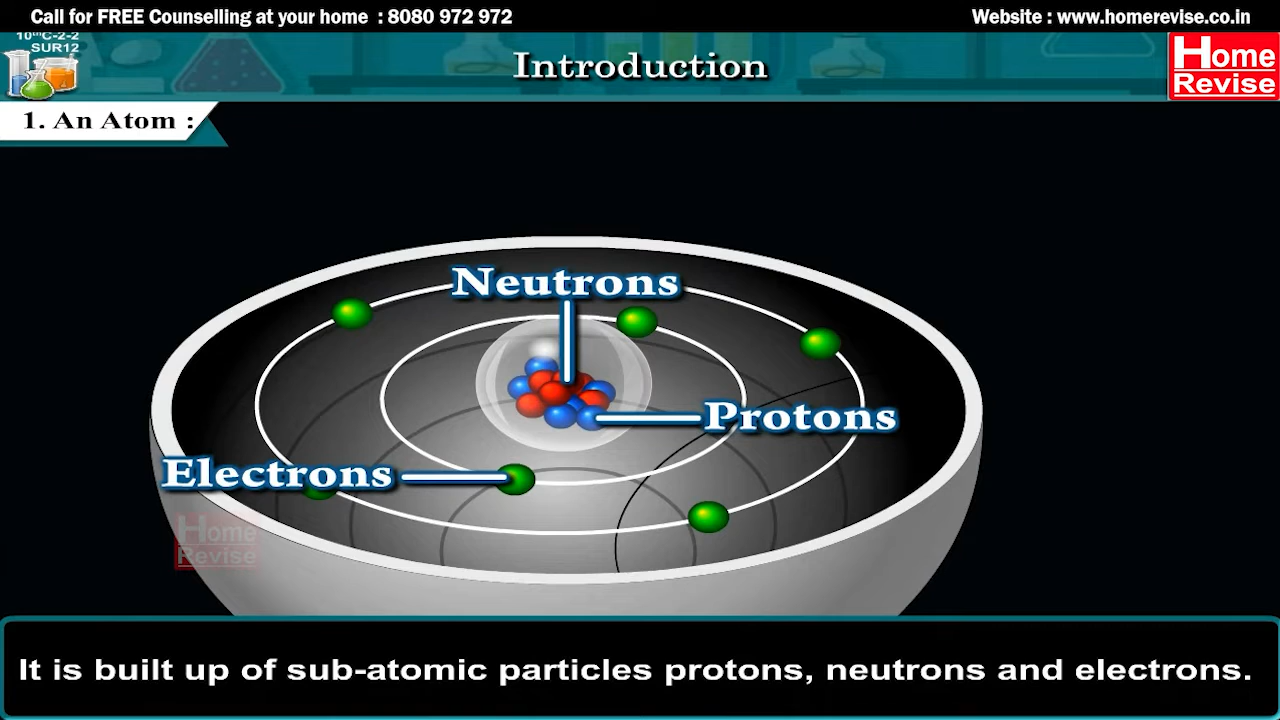 Call for FREE Counselling at your home : 8080 972 972
Website : www.homerevise.co.in
10thC-2-2
SUR12
Introduction
Home
Revise
1. An Atom :
Neutrons
Protons
Electrons
Home
Revise
It is built up of sub-atomic particles protons, neutrons and electrons.